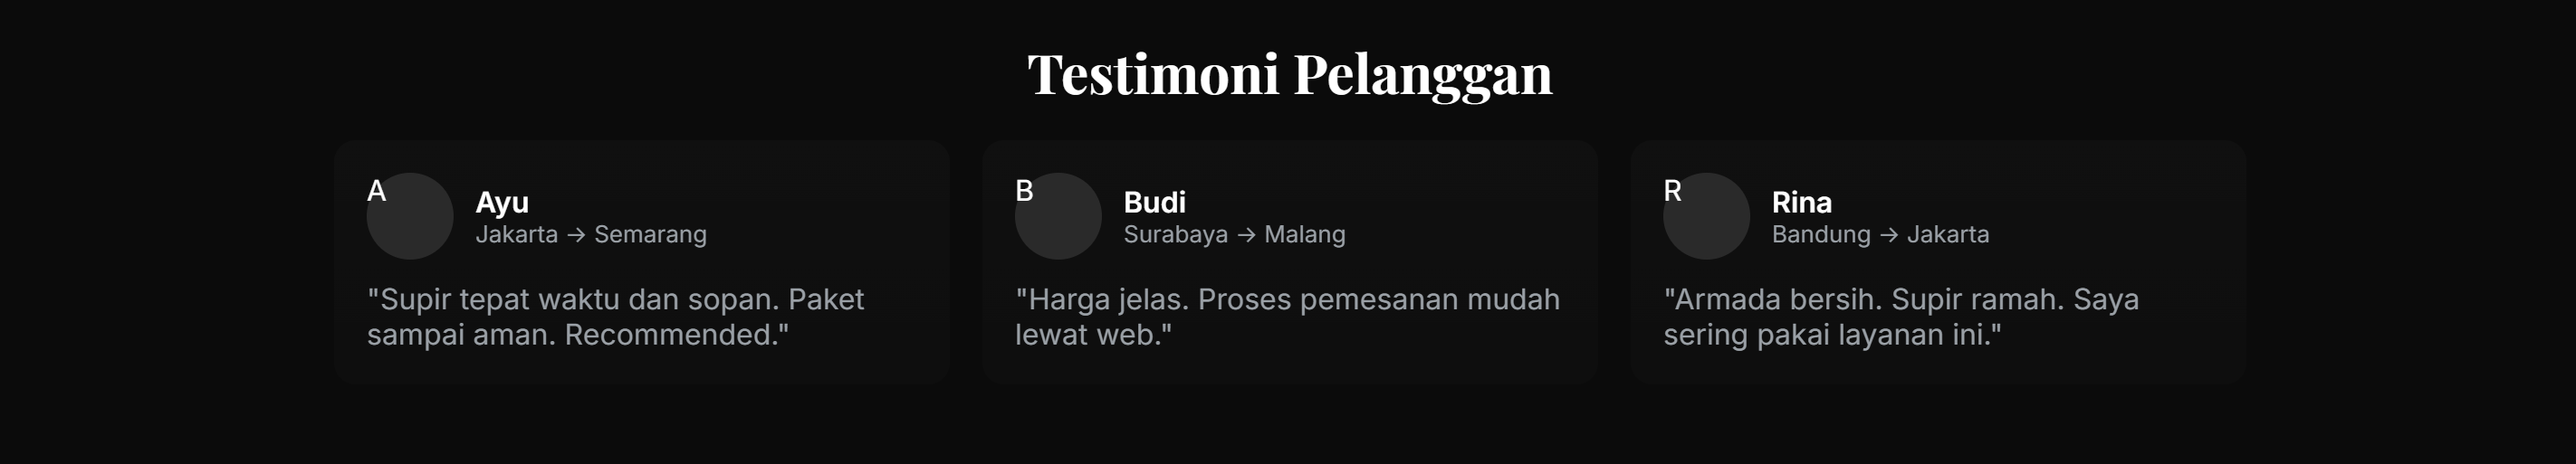 Testimoni Pelanggan
A
Ayu
Jakarta → Semarang
"Supir tepat waktu dan sopan. Paket
sampai aman. Recommended."
B
Budi
Surabaya → Malang
"Harga jelas. Proses pemesanan mudah
lewat web."
R
Rina
Bandung → Jakarta
"Armada bersih. Supir ramah. Saya
sering pakai layanan ini."